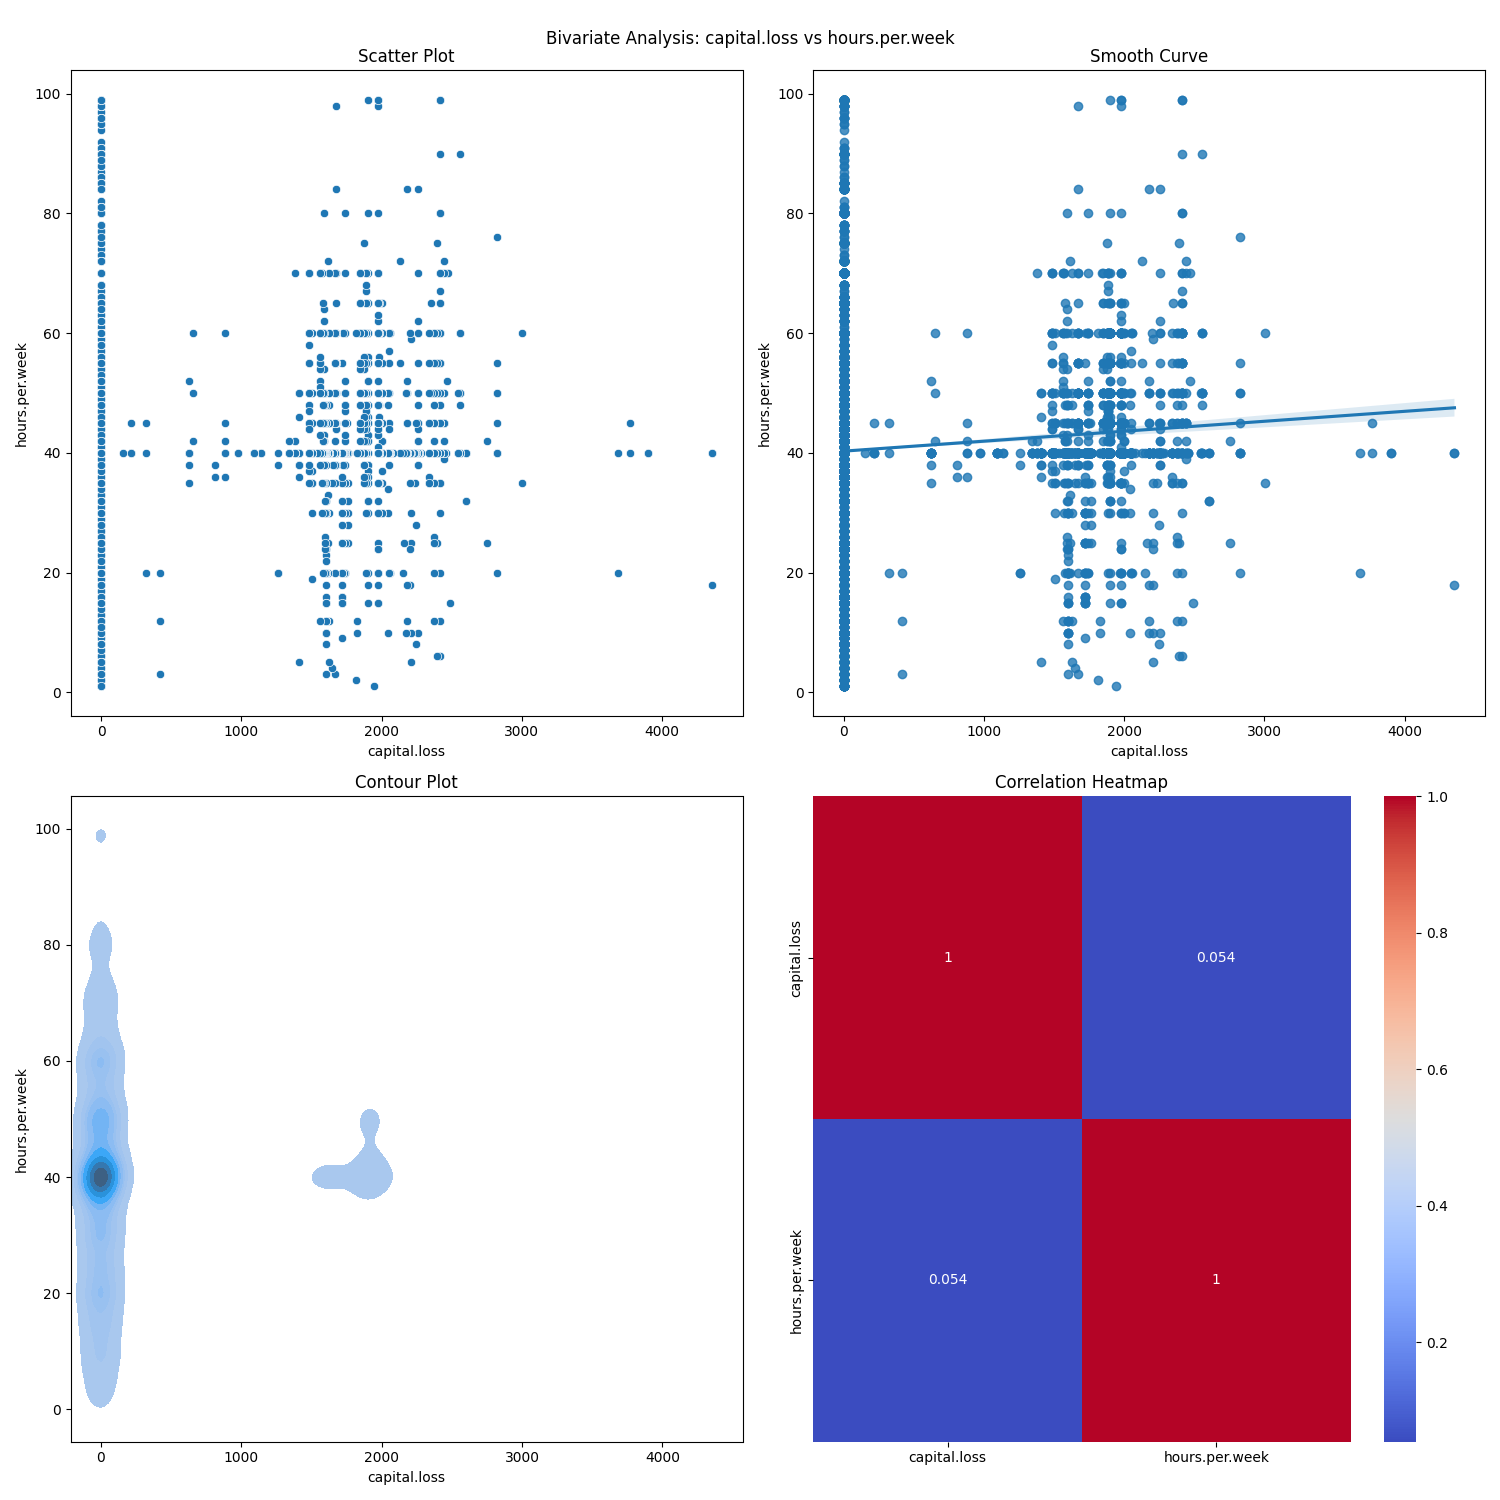 Bivariate Analysis: capital.loss vs hours.per.week
Scatter Plot
100
80
60
40
20
0
hours.per.week
0 1000 2000 3000 4000
capital.loss
Smooth Curve
100
80
60
40
20
0
hours.per.week
0 1000 2000 3000 4000
capital.loss
Contour Plot
100
80
60
40
20
0
hours.per.week
0 1000 2000 3000 4000
capital.loss
Correlation Heatmap
capital.loss
hours.per.week
1 0.054
0.054 1
capital.loss hours.per.week
1.0
0.8
0.6
0.4
0.2